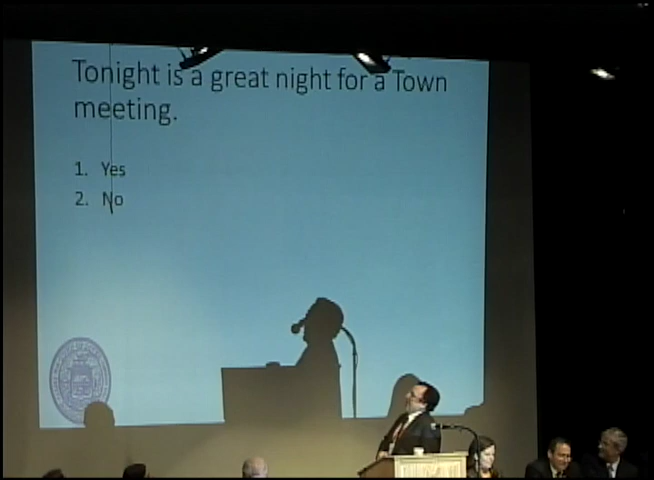 Tonight is a great night for a Town
meeting.
1. Yes
2. No